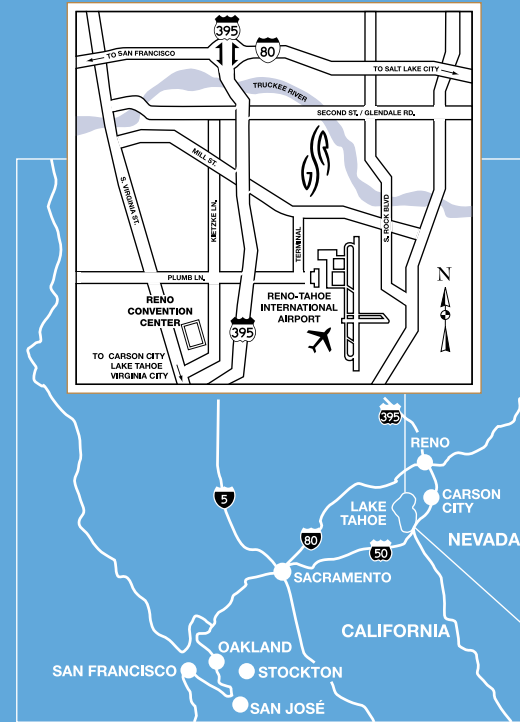 395
80
TO SAN FRANCISCO
TO SALT LAKE CITY
TRUCKEE RIVER
SECOND ST. / GLENDALE RD.
GSR
MILL ST.
S. VIRGINIA ST.
KIETZKE LN.
TERMINAL
S. ROCK BLVD
PLUMB LN.
N
RENO
CONVENTION
CENTER
RENO-TAHOE
INTERNATIONAL
AIRPORT
395
TO CARSON CITY
LAKE TAHOE
VIRGINIA CITY
395
RENO
5
LAKE
TAHOE
CARSON
CITY
80
50
NEVADA
SACRAMENTO
CALIFORNIA
OAKLAND
SAN FRANCISCO
STOCKTON
SAN JOSÉ